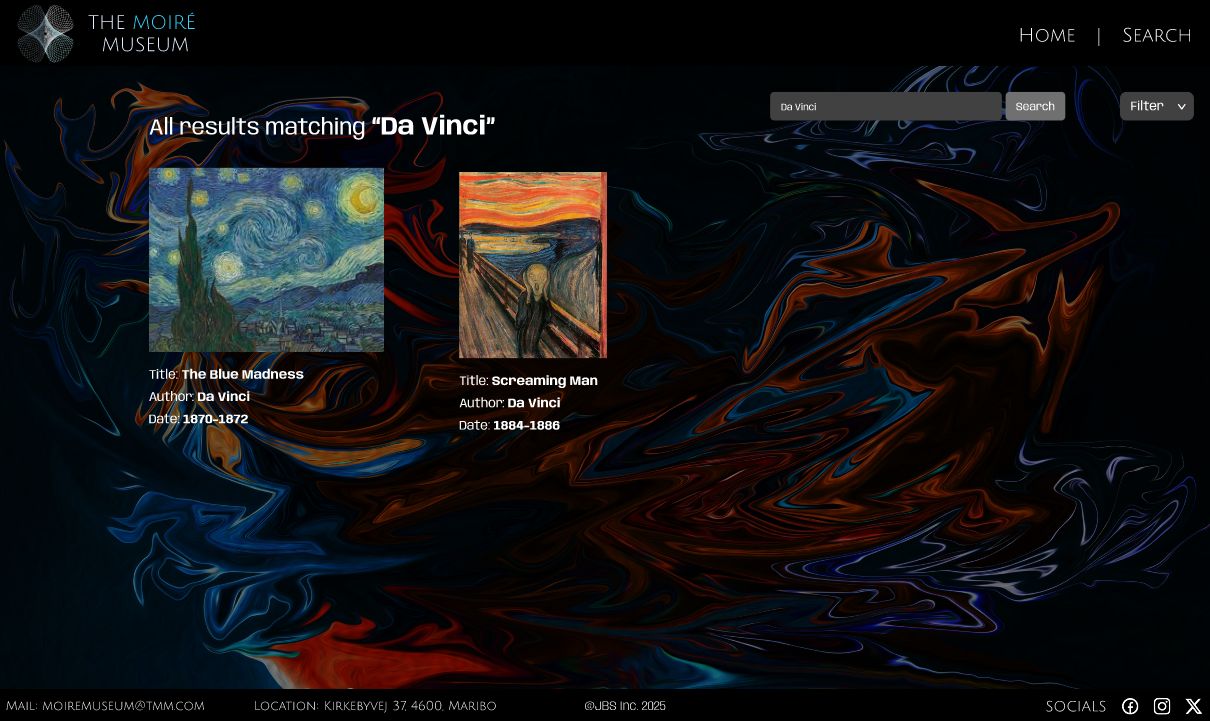 THE MOIRÉ
MUSEUM
HOME | SEARCH
Da Vinci
Search
Filter
All results matching “Da Vinci”
Title: The Blue Madness
Author: Da Vinci
Date: 1870-1872
Title: Screaming Man
Author: Da Vinci
Date: 1884-1886
MAIL: MOIREMUSEUM@TMM.COM
LOCATION: KIRKEBYVEJ 37, 4600, MARIBO
@JBS Inc. 2025
SOCIALS